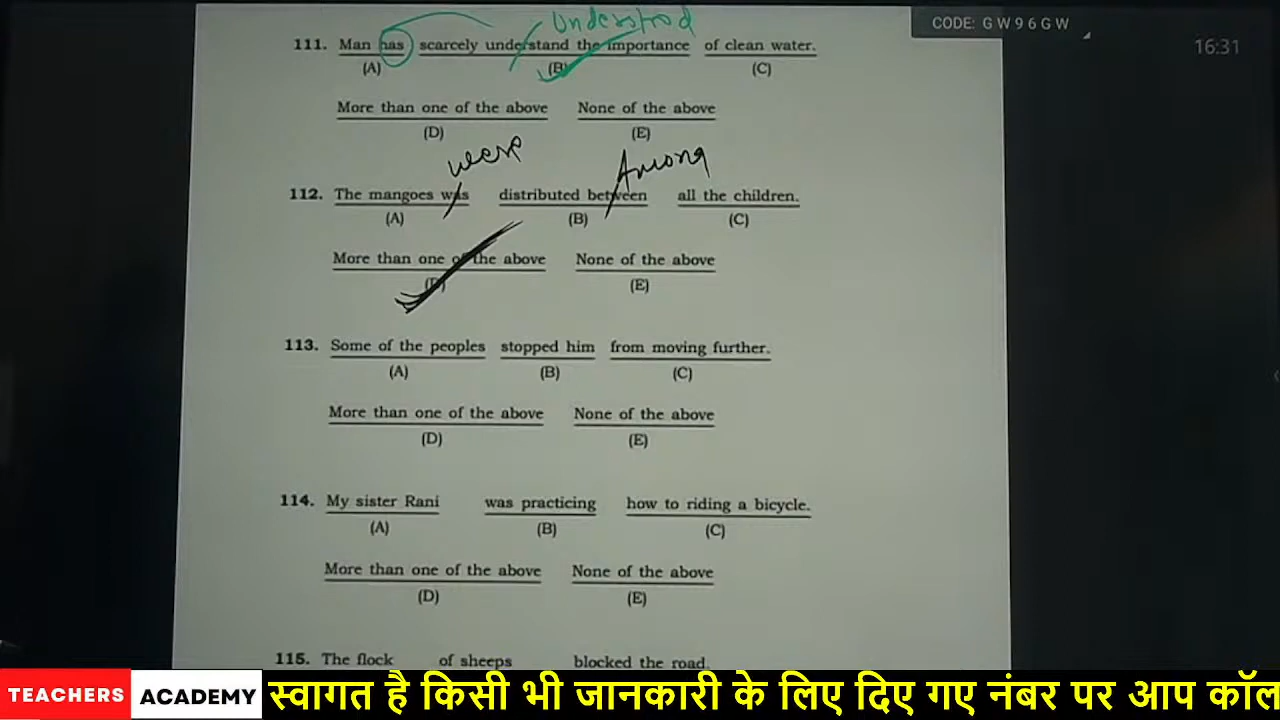 CODE: G W 9 6 G W
16:31
Understood
111. Man has scarcely understand the importance of clean water.
(A) (B) (C)
More than one of the above None of the above
(D) (E)
were Among
112. The mangoes was distributed between all the children.
(A) (B) (C)
More than one of the above None of the above
(D) (E)
113. Some of the peoples stopped him from moving further.
(A) (B) (C)
More than one of the above None of the above
(D) (E)
114. My sister Rani was practicing how to riding a bicycle.
(A) (B) (C)
More than one of the above None of the above
(D) (E)
115. The flock of sheeps blocked the road.
TEACHERS ACADEMY स्वागत है किसी भी जानकारी के लिए दिए गए नंबर पर आप कॉल